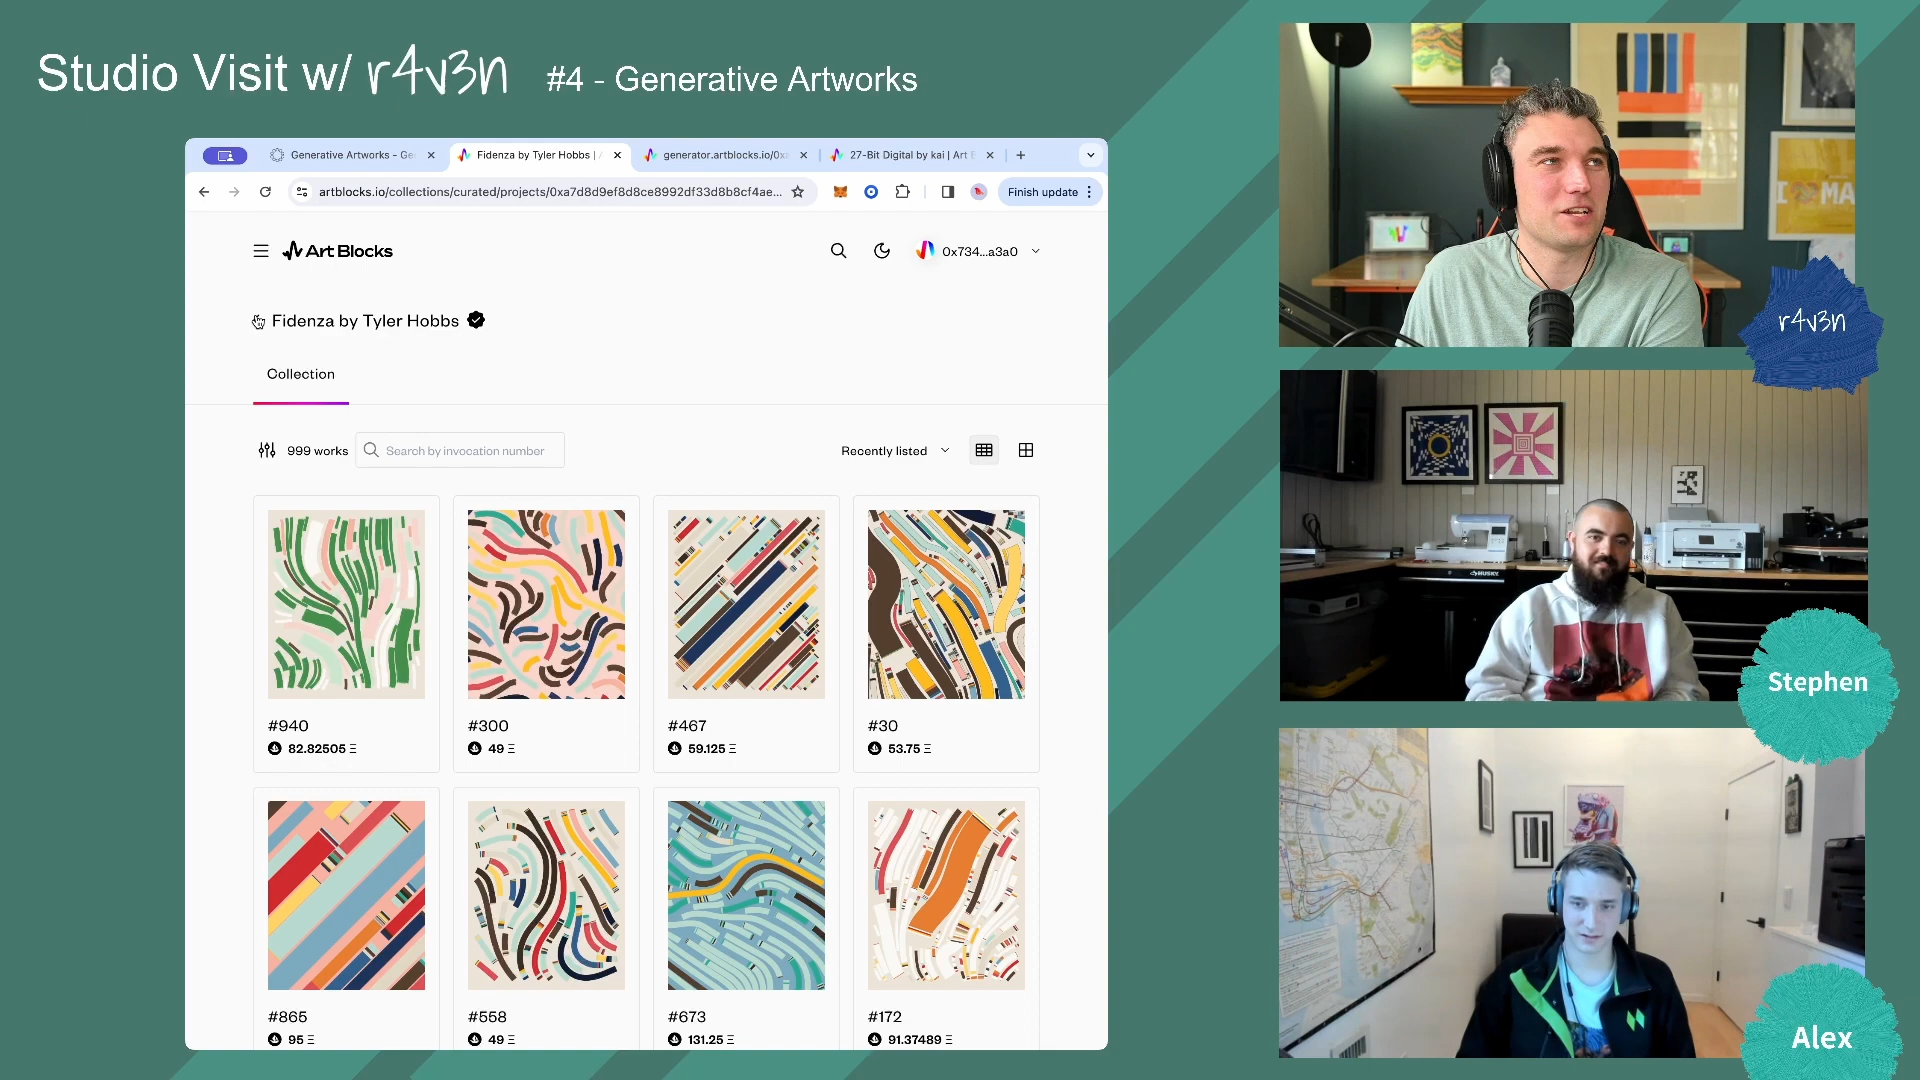 Studio Visit w/ r4v3n #4 - Generative Artworks
Generative Artworks - Ge
Fidenza by Tyler Hobbs | A
generator.artblocks.io/0xa
27-Bit Digital by kai | Art B
artblocks.io/collections/curated/projects/0xa7d8d9ef8d8ce8992df33d8b8cf4ae...
Finish update
Art Blocks
0x734...a3a0
Fidenza by Tyler Hobbs
Collection
999 works
Search by invocation number
Recently listed
#940
#300
#467
#30
82.82505 Ξ
49 Ξ
59.125 Ξ
53.75 Ξ
#865
#558
#673
#172
95 Ξ
49 Ξ
131.25 Ξ
91.37489 Ξ
I MA
r4v3n
HUSKY
Stephen
Alex